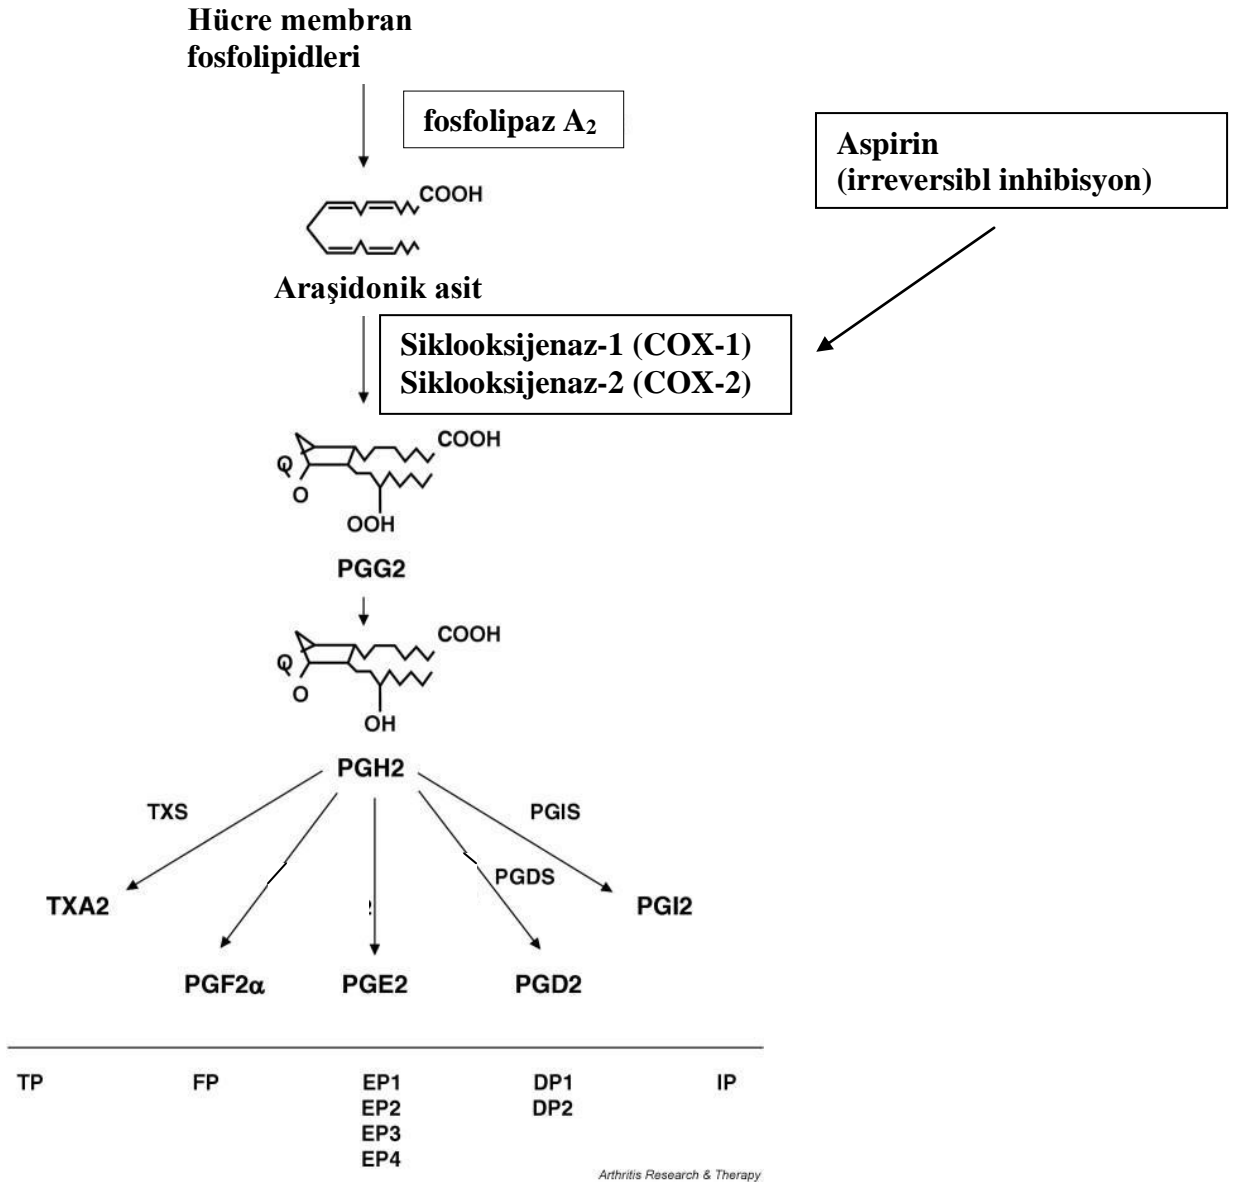 Hücre membran
fosfolipidleri
fosfolipaz A₂
Aspirin
(irreversibl inhibisyon)
COOH
Araşidonik asit
Siklooksijenaz-1 (COX-1)
Siklooksijenaz-2 (COX-2)
COOH
O
O
OOH
PGG2
COOH
O
O
OH
PGH2
TXS
PGIS
PGDS
TXA2
PGI2
PGF2α
PGE2
PGD2
TP
FP
EP1
DP1
IP
EP2
DP2
EP3
EP4
Arthritis Research & Therapy